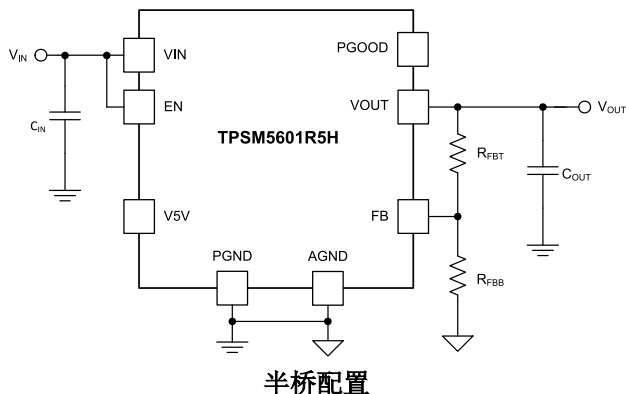 VIN
PGOOD
VIN
EN
VOUT
VOUT
CIN
TPSM5601R5H
RFBT
COUT
V5V
FB
PGND
AGND
RFBB
半桥配置